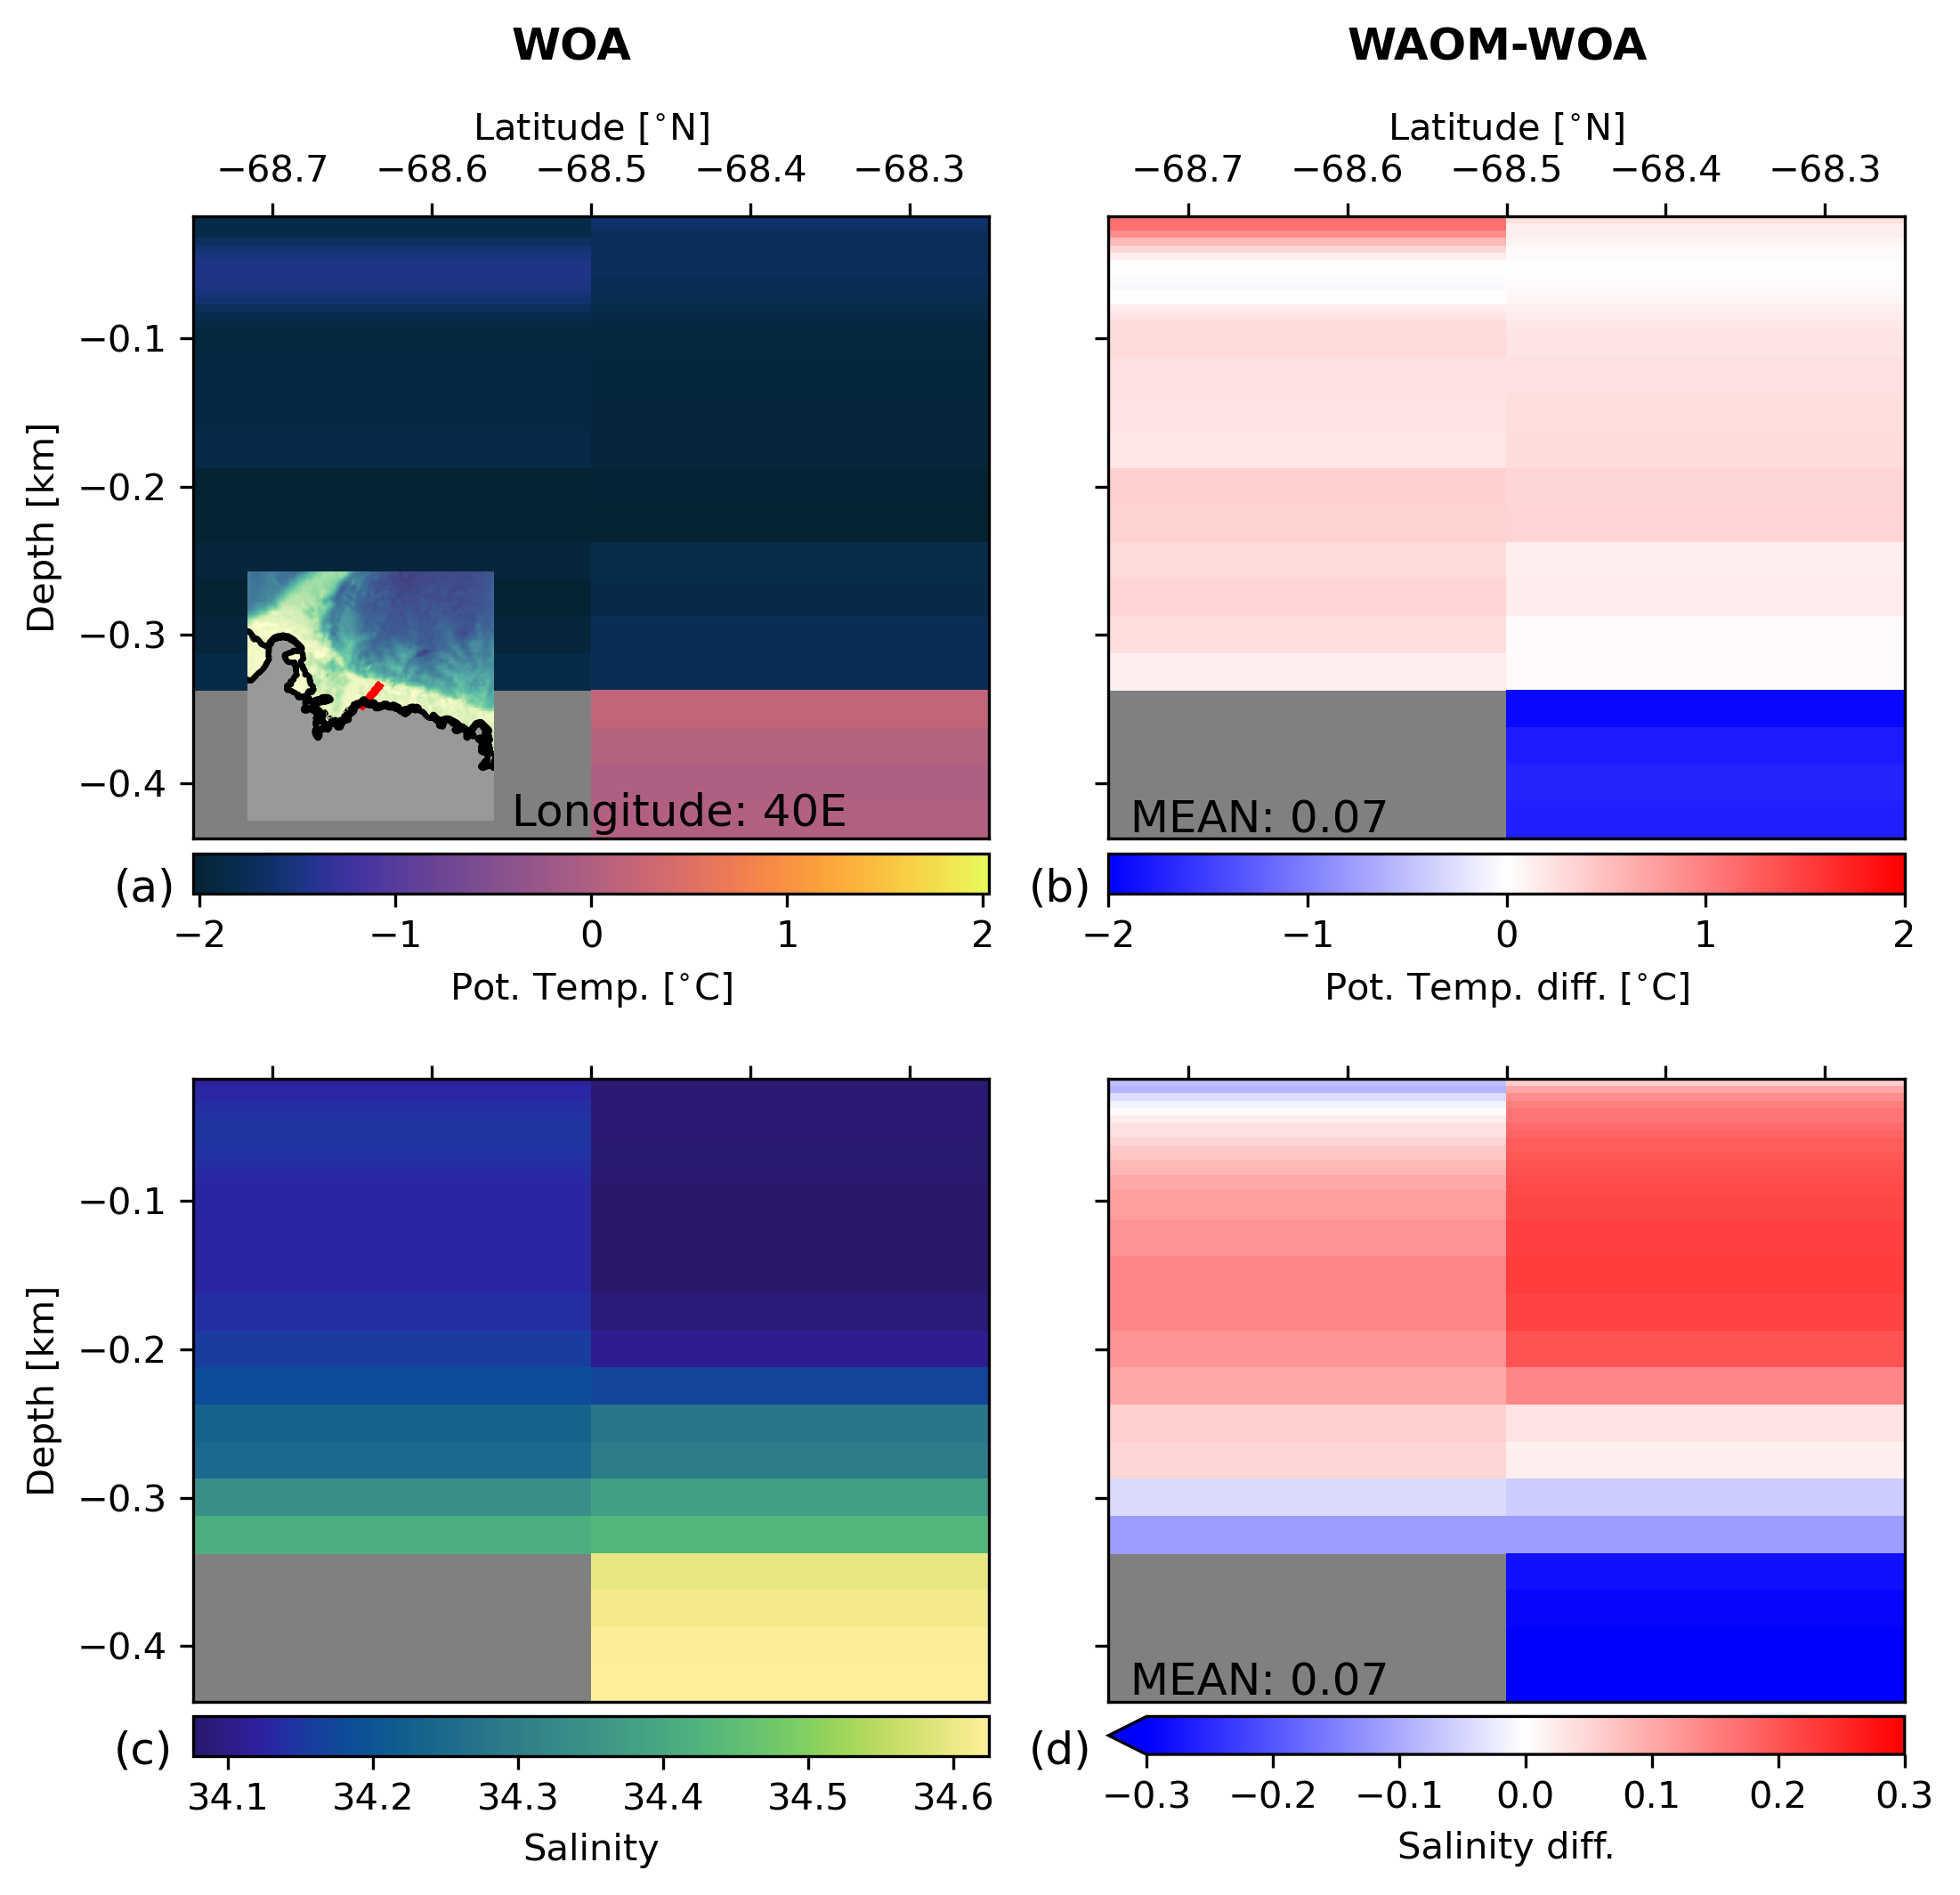 WOA
WAOM-WOA
Latitude [°N]
Latitude [°N]
−68.7 −68.6 −68.5 −68.4 −68.3
−68.7 −68.6 −68.5 −68.4 −68.3
Depth [km]
−0.1
−0.2
−0.3
−0.4
Longitude: 40E
MEAN: 0.07
(a)
−2 −1 0 1 2
Pot. Temp. [°C]
(b)
−2 −1 0 1 2
Pot. Temp. diff. [°C]
Depth [km]
−0.1
−0.2
−0.3
−0.4
MEAN: 0.07
(c)
34.1 34.2 34.3 34.4 34.5 34.6
Salinity
(d)
−0.3 −0.2 −0.1 0.0 0.1 0.2 0.3
Salinity diff.